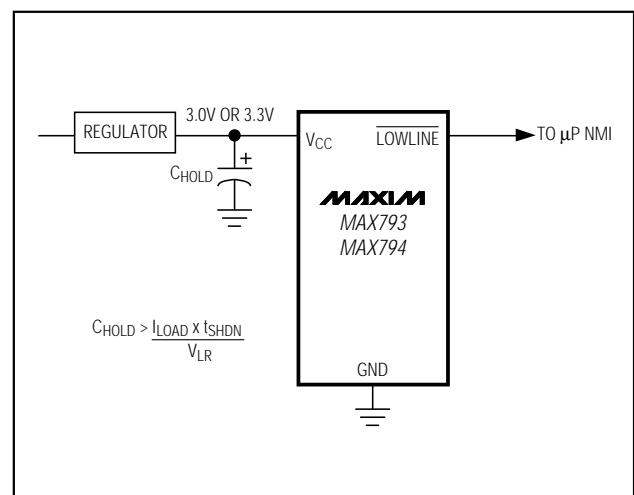 REGULATOR
3.0V OR 3.3V
VCC
LOWLINE
TO µP NMI
+
CHOLD
MAXIM
MAX793
MAX794
CHOLD > ILOAD x tSHDN
VLR
GND